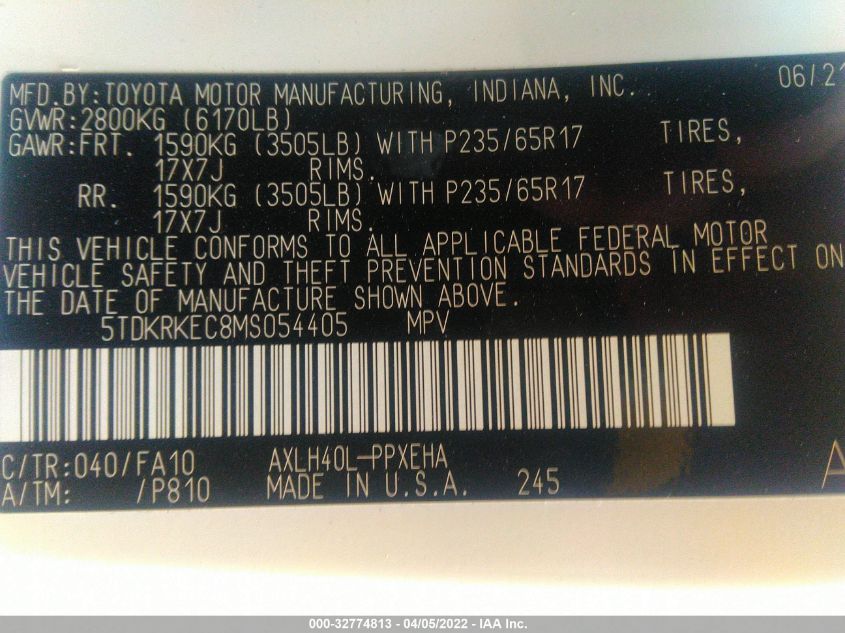 MFD.BY:TOYOTA MOTOR MANUFACTURING, INDIANA, INC. 06/21
GVWR:2800KG (6170LB)
GAWR:FRT. 1590KG (3505LB) WITH P235/65R17 TIRES,
17X7J RIMS.
RR. 1590KG (3505LB) WITH P235/65R17 TIRES,
17X7J RIMS.
THIS VEHICLE CONFORMS TO ALL APPLICABLE FEDERAL MOTOR
VEHICLE SAFETY AND THEFT PREVENTION STANDARDS IN EFFECT ON
THE DATE OF MANUFACTURE SHOWN ABOVE.
5TDKRKEC8MS054405 MPV
C/TR:040/FA10 AXLH40L-PPXEHA A
A/TM: /P810 MADE IN U.S.A. 245
000-32774813 - 04/05/2022 - IAA Inc.